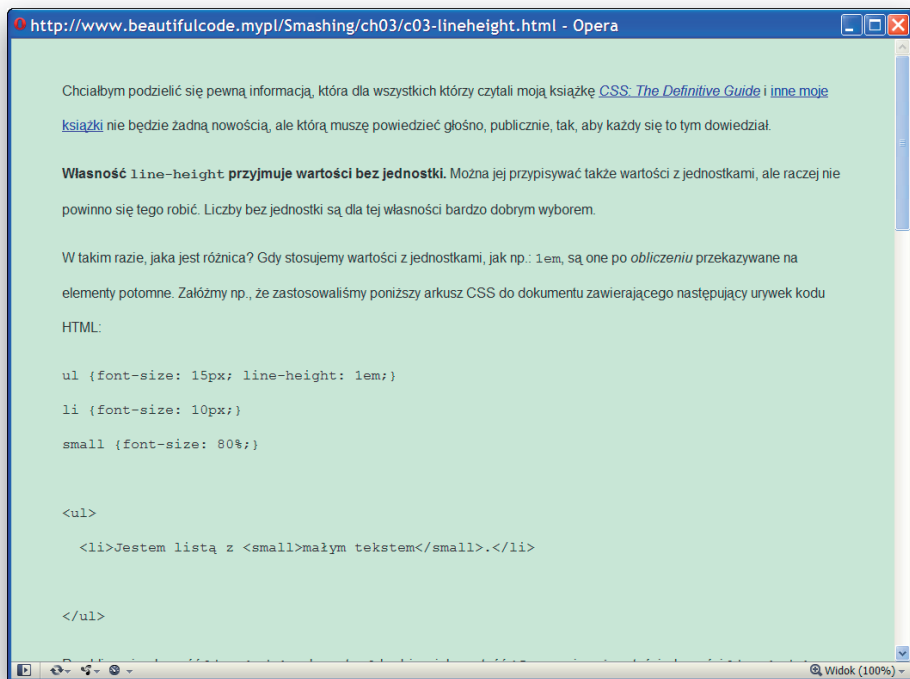 http://www.beautifulcode.mypl/Smashing/ch03/c03-lineheight.html - Opera
Chciałbym podzielić się pewną informacją, która dla wszystkich którzy czytali moją książkę CSS: The Definitive Guide i inne moje
książki nie będzie żadną nowością, ale którą muszę powiedzieć głośno, publicznie, tak, aby każdy się to tym dowiedział.
Własność line-height przyjmuje wartości bez jednostki. Można jej przypisywać także wartości z jednostkami, ale raczej nie
powinno się tego robić. Liczby bez jednostki są dla tej własności bardzo dobrym wyborem.
W takim razie, jaka jest różnica? Gdy stosujemy wartości z jednostkami, jak np.: 1em, są one po obliczeniu przekazywane na
elementy potomne. Załóżmy np., że zastosowaliśmy poniższy arkusz CSS do dokumentu zawierającego następujący urywek kodu
HTML:
ul {font-size: 15px; line-height: 1em;}
li {font-size: 10px;}
small {font-size: 80%;}
<ul>
<li>Jestem listą z <small>małym tekstem</small>.</li>
</ul>
Widok (100%)